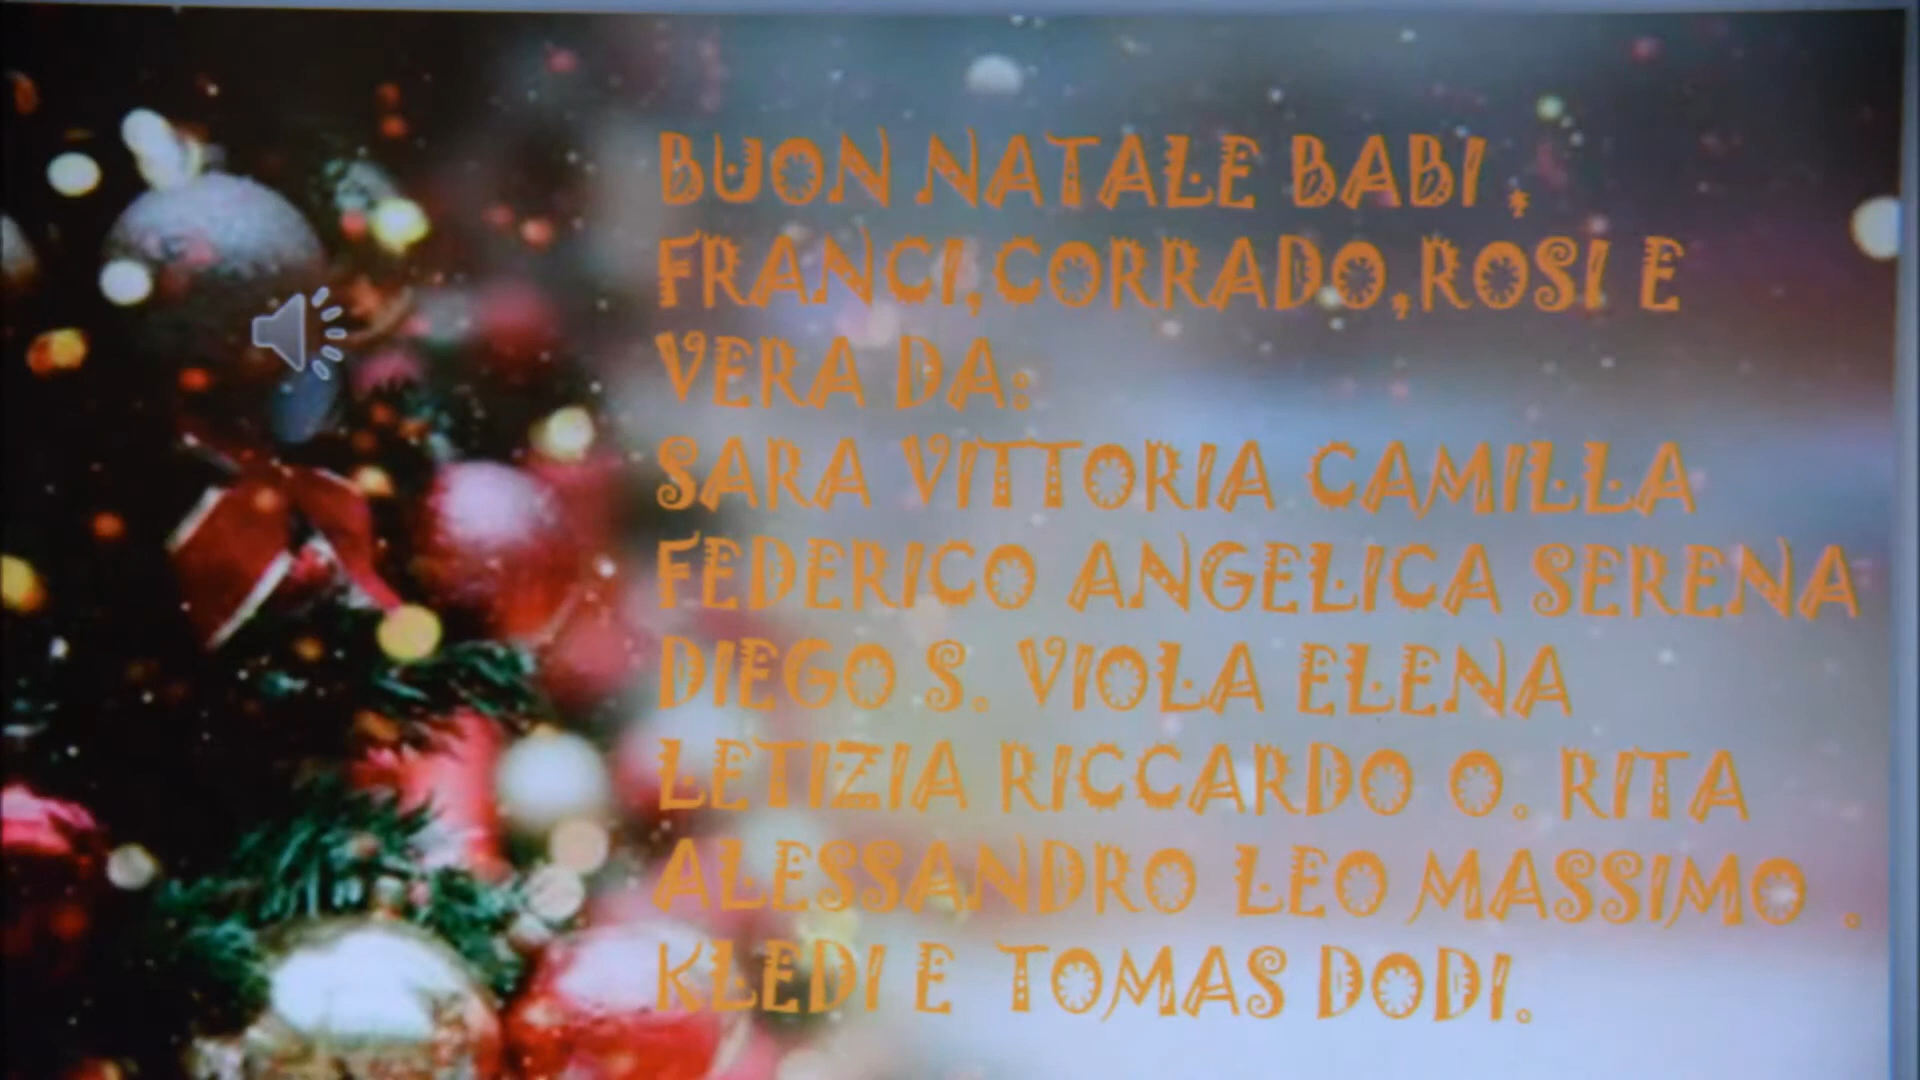 BUON NATALE BABI ,
FRANCI,CORRADO,ROSI E
VERA DA:
SARA VITTORIA CAMILLA
FEDERICO ANGELICA SERENA
DIEGO S. VIOLA ELENA
LETIZIA RICCARDO O. RITA
ALESSANDRO LEO MASSIMO .
KLEDI E TOMAS DODI.